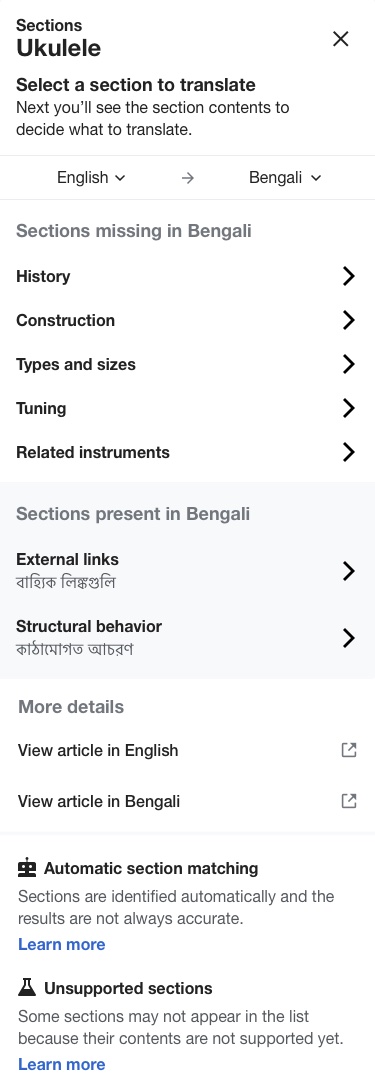 Sections
Ukulele
Select a section to translate
Next you’ll see the section contents to
decide what to translate.
English
Bengali
Sections missing in Bengali
History
Construction
Types and sizes
Tuning
Related instruments
Sections present in Bengali
External links
বাহ্যিক লিঙ্কগুলি
Structural behavior
কাঠামোগত আচরণ
More details
View article in English
View article in Bengali
Automatic section matching
Sections are identified automatically and the
results are not always accurate.
Learn more
Unsupported sections
Some sections may not appear in the list
because their contents are not supported yet.
Learn more